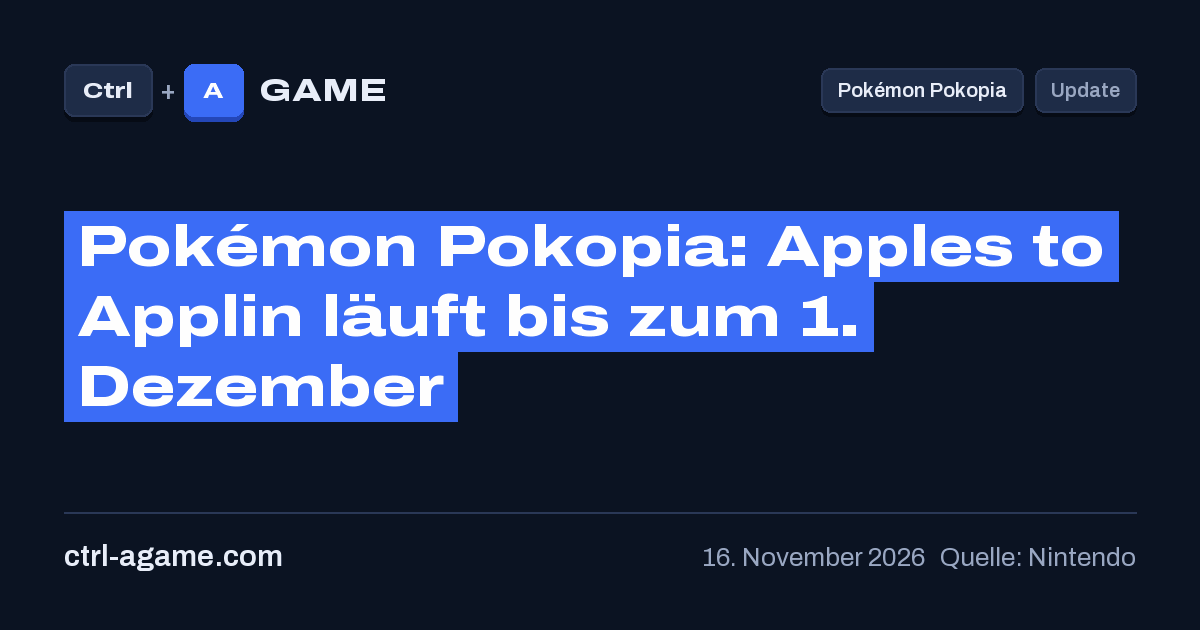 Ctrl + A GAME
Pokémon Pokopia Update
Pokémon Pokopia: Apples to
Applin läuft bis zum 1.
Dezember
ctrl-agame.com
16. November 2026 Quelle: Nintendo